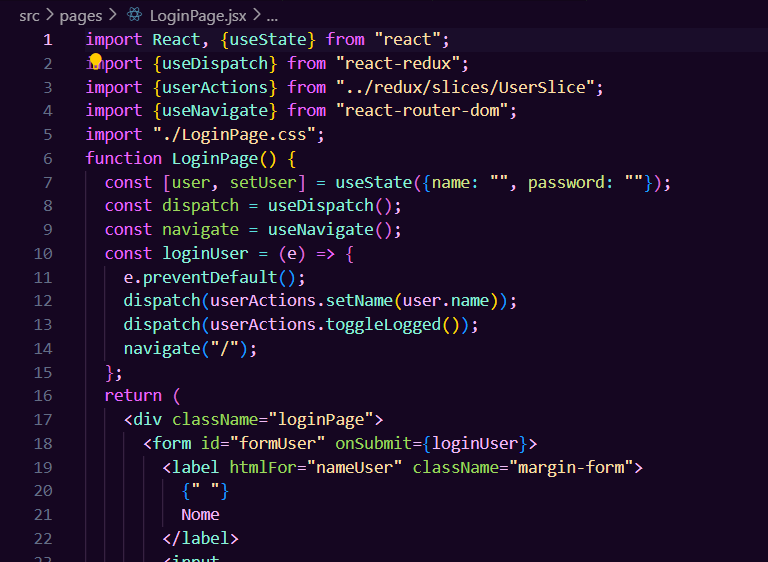 src > pages > LoginPage.jsx > ...
1 import React, {useState} from "react";
2 import {useDispatch} from "react-redux";
3 import {userActions} from "../redux/slices/UserSlice";
4 import {useNavigate} from "react-router-dom";
5 import "./LoginPage.css";
6 function LoginPage() {
7 const [user, setUser] = useState({name: "", password: ""});
8 const dispatch = useDispatch();
9 const navigate = useNavigate();
10 const loginUser = (e) => {
11 e.preventDefault();
12 dispatch(userActions.setName(user.name));
13 dispatch(userActions.toggleLogged());
14 navigate("/");
15 };
16 return (
17 <div className="loginPage">
18 <form id="formUser" onSubmit={loginUser}>
19 <label htmlFor="nameUser" className="margin-form">
20 {" "}
21 Nome
22 </label>
23 <input